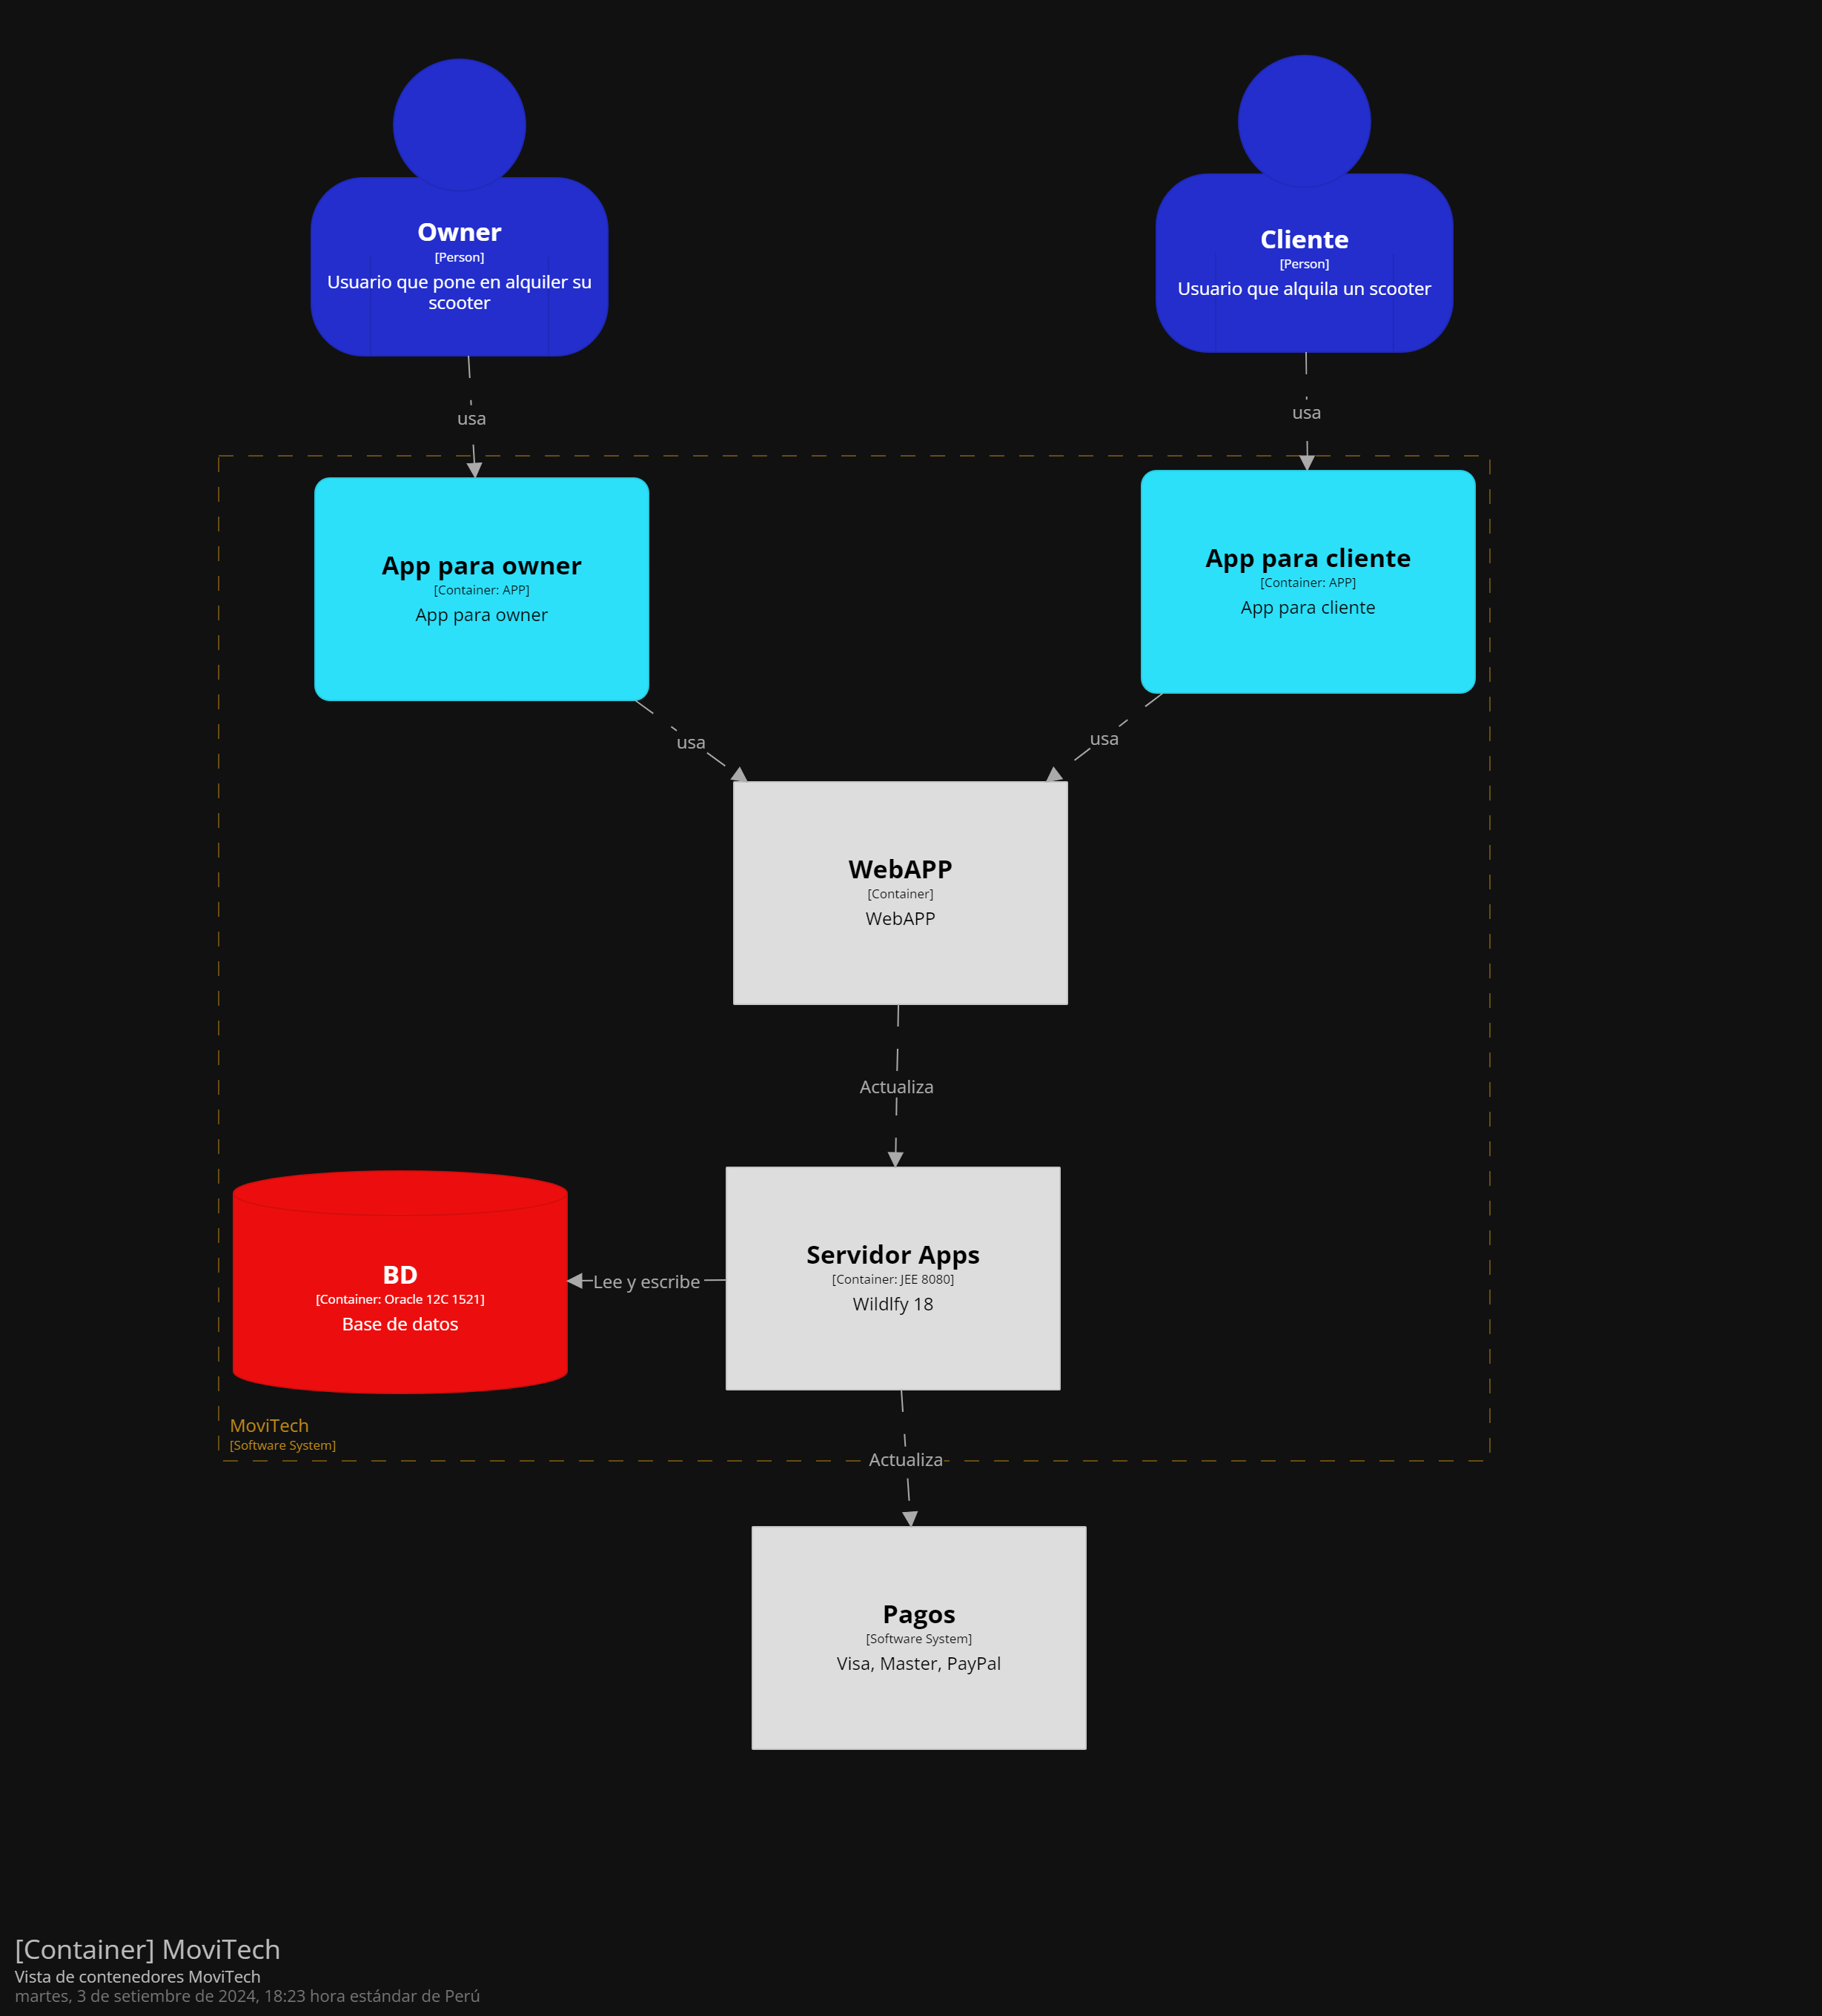 Owner
[Person]
Usuario que pone en alquiler su
scooter
Cliente
[Person]
Usuario que alquila un scooter
usa
usa
App para owner
[Container: APP]
App para owner
App para cliente
[Container: APP]
App para cliente
usa
usa
WebAPP
[Container]
WebAPP
Actualiza
BD
[Container: Oracle 12C 1521]
Base de datos
Lee y escribe
Servidor Apps
[Container: JEE 8080]
Wildlfy 18
MoviTech
[Software System]
Actualiza
Pagos
[Software System]
Visa, Master, PayPal
[Container] MoviTech
Vista de contenedores MoviTech
martes, 3 de setiembre de 2024, 18:23 hora estándar de Perú